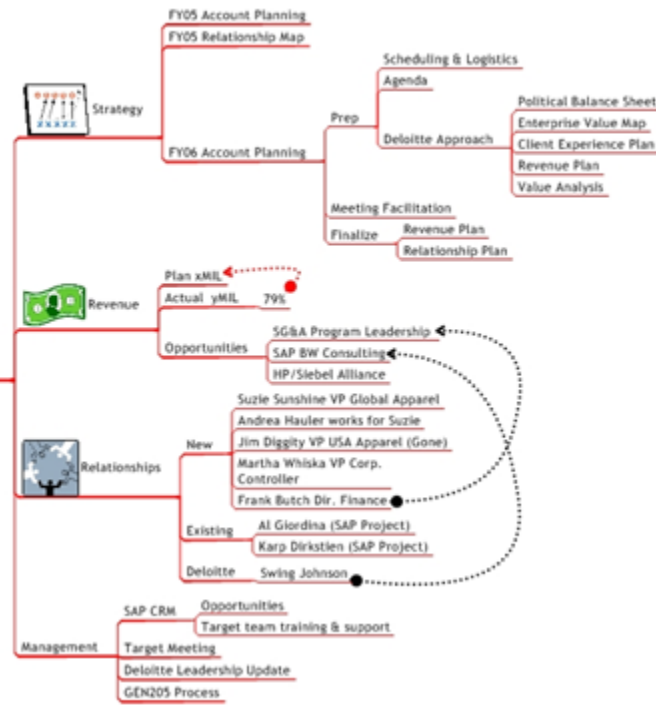 FY05 Account Planning
FY05 Relationship Map
Strategy
FY06 Account Planning
Prep
Scheduling & Logistics
Agenda
Deloitte Approach
Political Balance Sheet
Enterprise Value Map
Client Experience Plan
Revenue Plan
Value Analysis
Meeting Facilitation
Finalize
Revenue Plan
Relationship Plan
Revenue
Plan xMIL
Actual yMIL
79%
Opportunities
SG&A Program Leadership
SAP BW Consulting
HP/Siebel Alliance
Relationships
New
Suzie Sunshine VP Global Apparel
Andrea Hauler works for Suzie
Jim Diggity VP USA Apparel (Gone)
Martha Whiska VP Corp.
Controller
Frank Butch Dir. Finance
Existing
Al Giordina (SAP Project)
Karp Dirkstien (SAP Project)
Deloitte
Swing Johnson
Management
SAP CRM
Opportunities
Target team training & support
Target Meeting
Deloitte Leadership Update
GEN205 Process